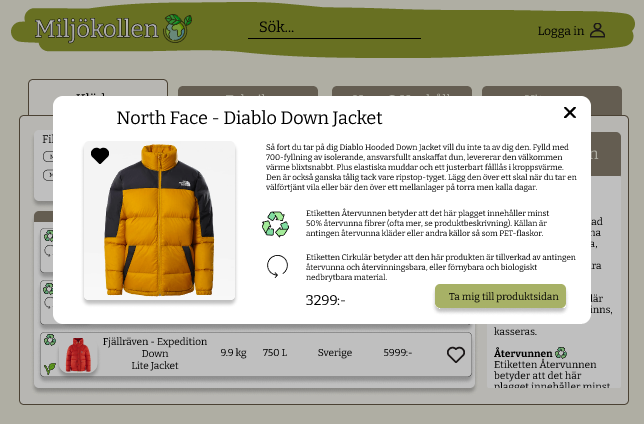 Miljökollen
Sök...
Logga in
North Face - Diablo Down Jacket
Så fort du tar på dig Diablo Hooded Down Jacket vill du inte ta av dig den. Fylld med
700-fyllning av isolerande, ansvarsfullt anskaffat dun, levererar den välkommen
värme blixtsnabbt. Plus elastiska muddar och ett justerbart fållås i kroppsvärme.
Den är också ganska tålig tack vare ripstop-tyget. Lägg den över ett skal när du tar en
välförtjänt vila eller bär den över ett mellanlager på torra men kalla dagar.
Etiketten Återvunnen betyder att det här plagget innehåller minst
50% återvunna fibrer (ofta mer, se produktbeskrivning). Källan är
antingen återvunna kläder eller andra källor så som PET-flaskor.
Etiketten Cirkulär betyder att den här produkten är tillverkad av antingen
återvunna och återvinningsbara, eller förnybara och biologiskt
nedbrytbara material.
3299:-
Ta mig till produktsidan
Fjällräven - Expedition
Down
Lite Jacket
9.9 kg
750 L
Sverige
5999:-
kasseras.
Återvunnen
Etiketten Återvunnen
betyder att det här
plagget innehåller minst